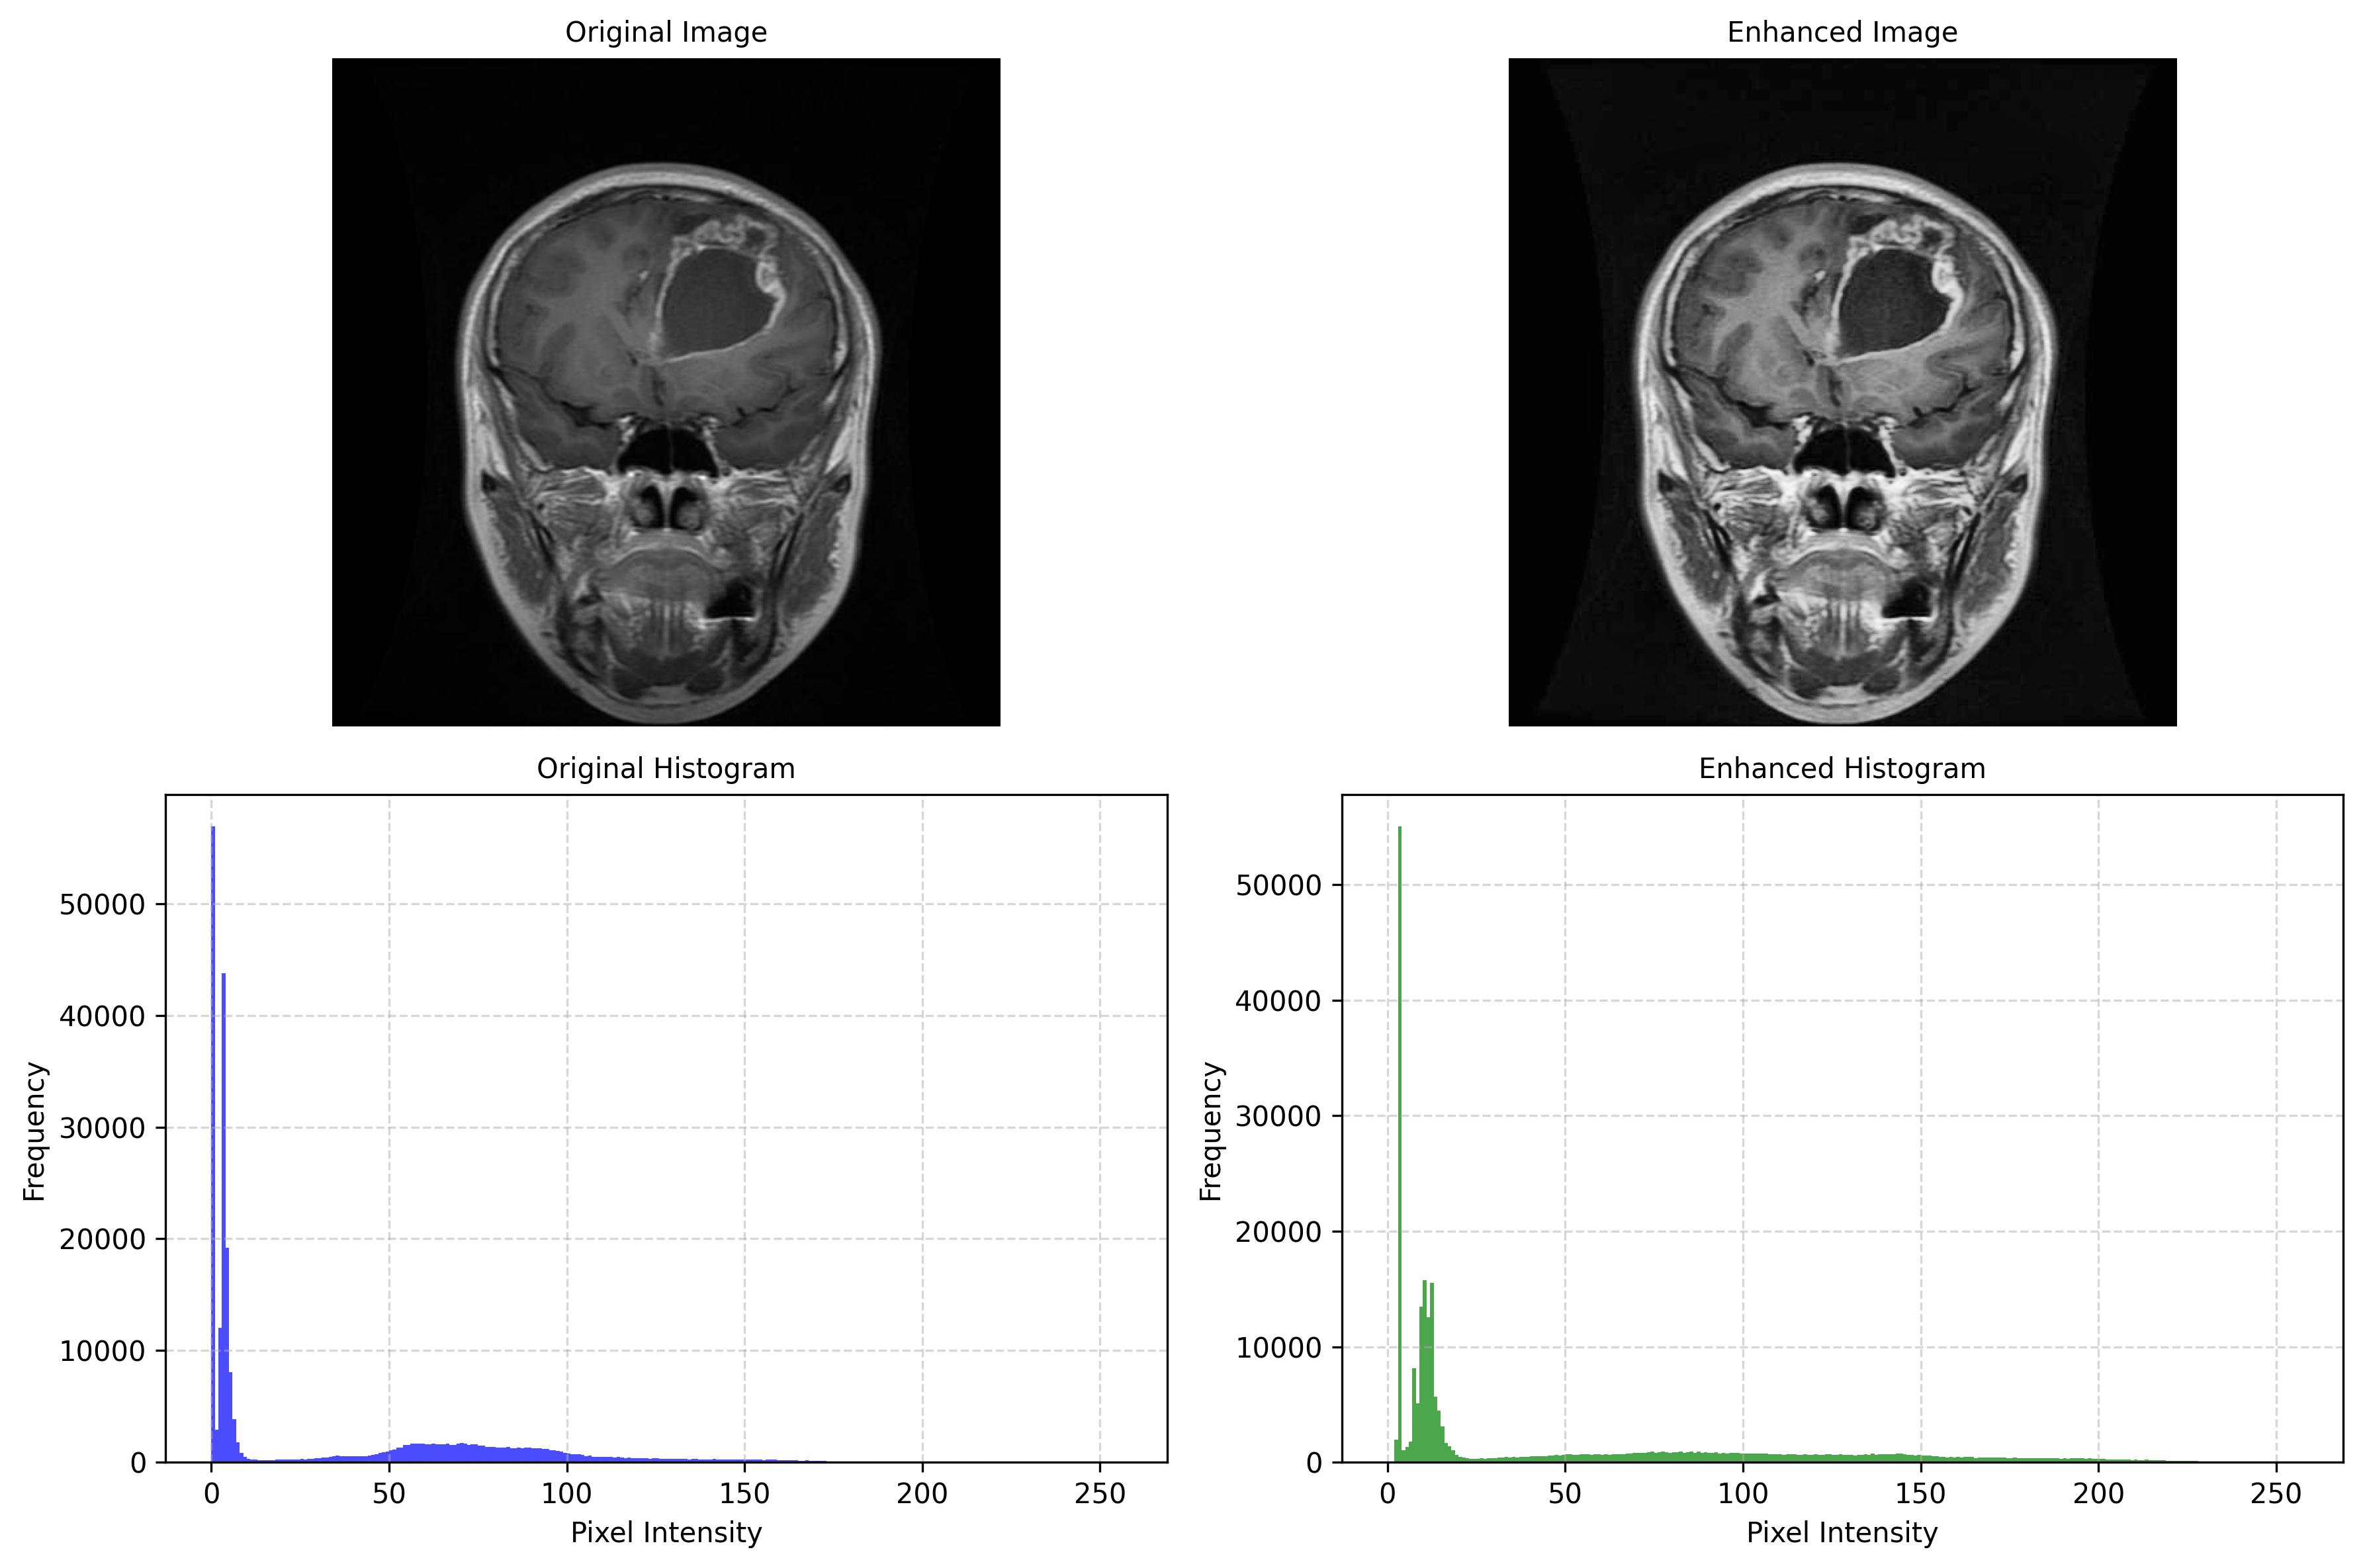 Original Image
Enhanced Image
Original Histogram
Enhanced Histogram
Frequency
50000
40000
30000
20000
10000
0
0 50 100 150 200 250
Pixel Intensity
Frequency
50000
40000
30000
20000
10000
0
0 50 100 150 200 250
Pixel Intensity